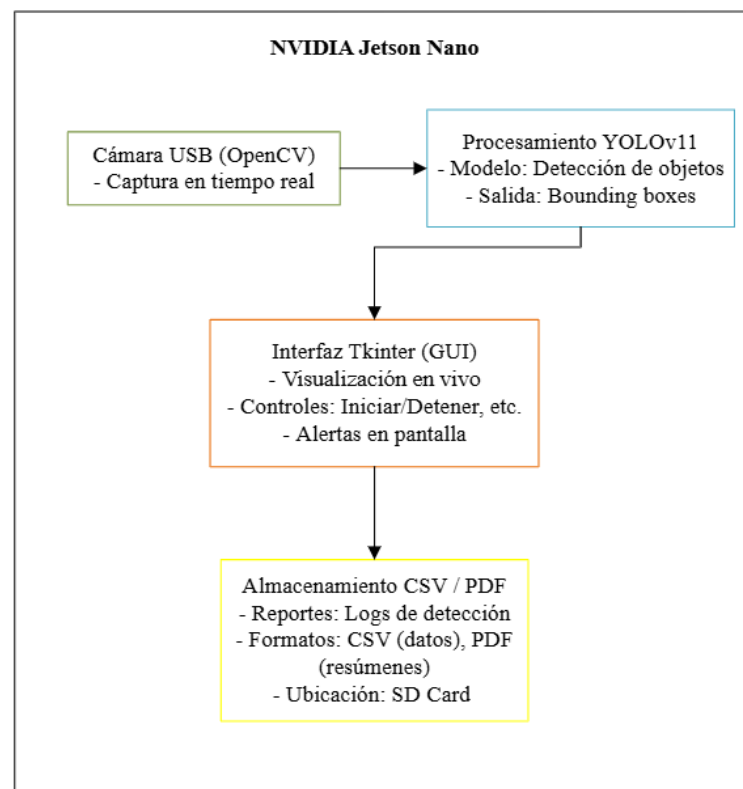 NVIDIA Jetson Nano
Cámara USB (OpenCV)
- Captura en tiempo real
Procesamiento YOLOv11
- Modelo: Detección de objetos
- Salida: Bounding boxes
Interfaz Tkinter (GUI)
- Visualización en vivo
- Controles: Iniciar/Detener, etc.
- Alertas en pantalla
Almacenamiento CSV / PDF
- Reportes: Logs de detección
- Formatos: CSV (datos), PDF
(resúmenes)
- Ubicación: SD Card